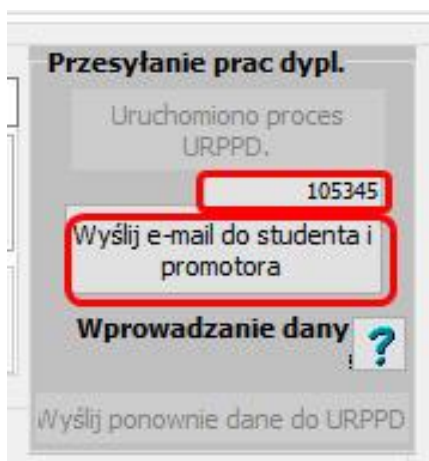 Przesyłanie prac dypl.
Uruchomiono proces
URPPD.
105345
Wyślij e-mail do studenta i
promotora
Wprowadzanie dany
?
Wyślij ponownie dane do URPPD